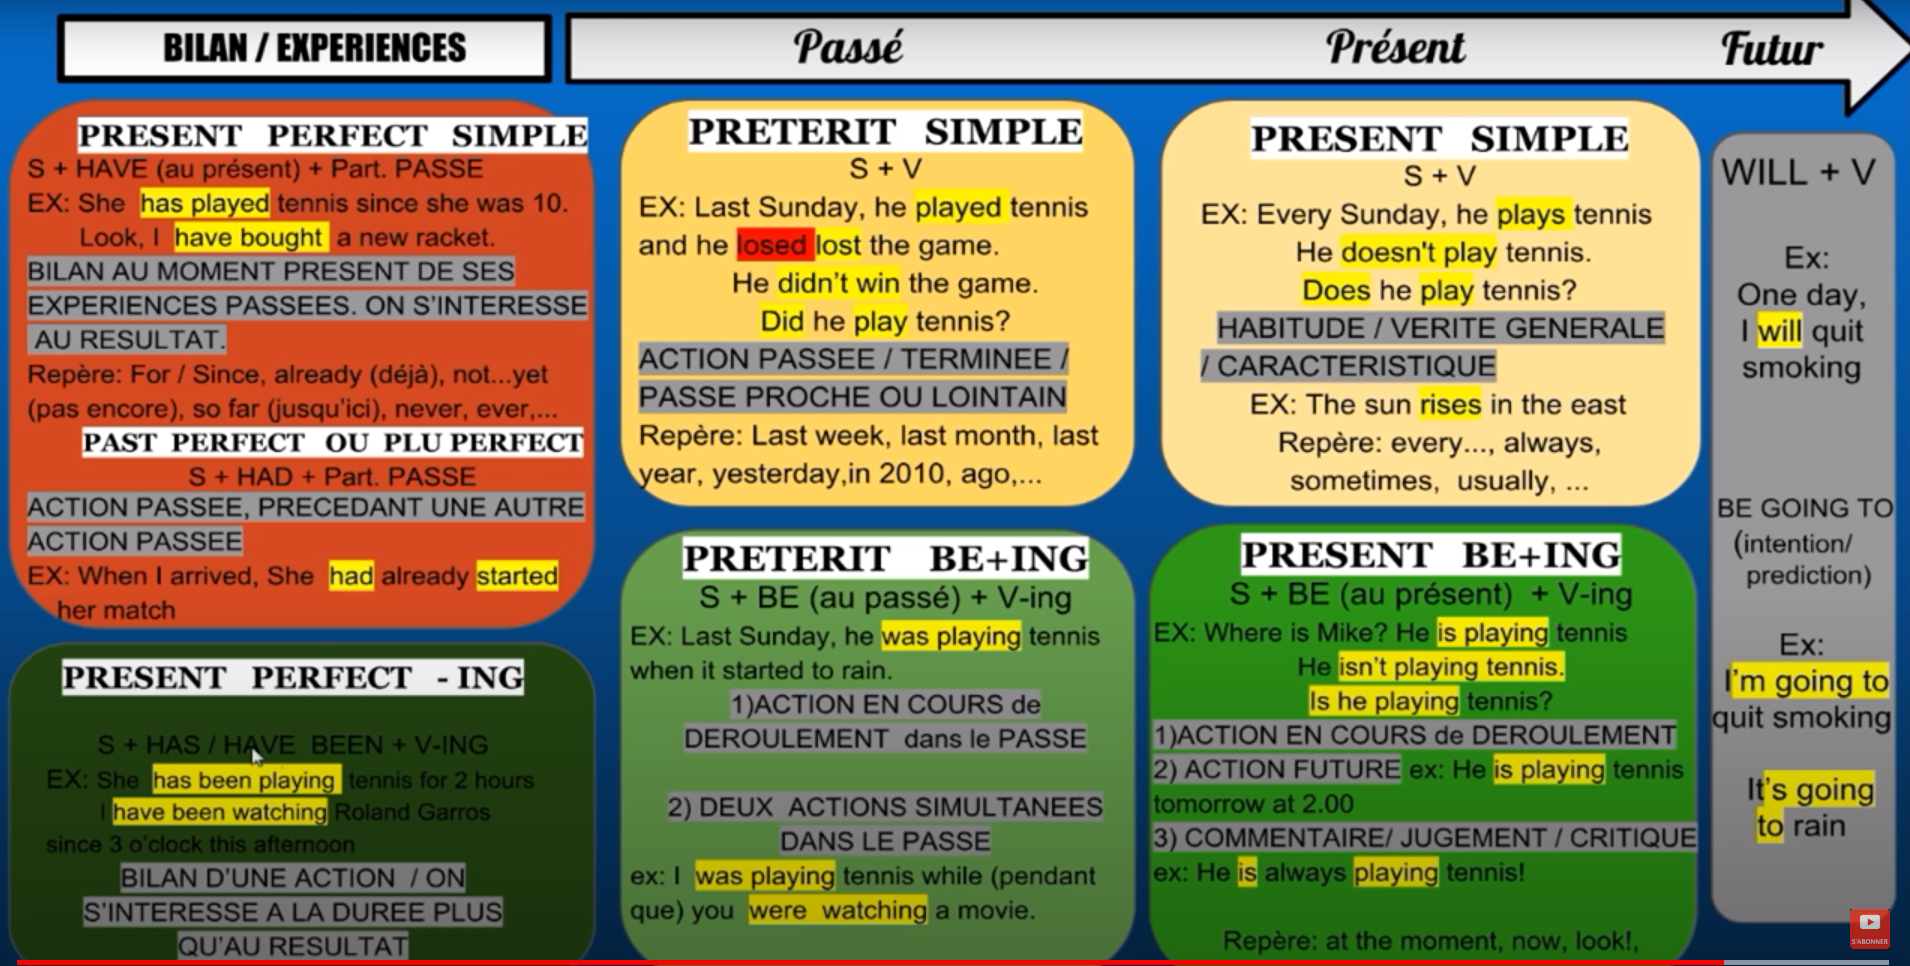 BILAN / EXPERIENCES
Passé
Présent
Futur
PRESENT PERFECT SIMPLE
S + HAVE (au présent) + Part. PASSE
EX: She has played tennis since she was 10.
Look, I have bought a new racket.
BILAN AU MOMENT PRESENT DE SES
EXPERIENCES PASSEES. ON S'INTERESSE
AU RESULTAT.
Repère: For / Since, already (déjà), not...yet
(pas encore), so far (jusqu'ici), never, ever,...
PAST PERFECT OU PLU PERFECT
S + HAD + Part. PASSE
ACTION PASSEE, PRECEDANT UNE AUTRE
ACTION PASSEE
EX: When I arrived, She had already started
her match
PRESENT PERFECT - ING
S + HAS / HAVE BEEN + V-ING
EX: She has been playing tennis for 2 hours
I have been watching Roland Garros
since 3 o'clock this afternoon
BILAN D'UNE ACTION / ON
S'INTERESSE A LA DUREE PLUS
QU'AU RESULTAT
PRETERIT SIMPLE
S + V
EX: Last Sunday, he played tennis
and he losed lost the game.
He didn't win the game.
Did he play tennis?
ACTION PASSEE / TERMINEE /
PASSE PROCHE OU LOINTAIN
Repère: Last week, last month, last
year, yesterday,in 2010, ago,...
PRETERIT BE+ING
S + BE (au passé) + V-ing
EX: Last Sunday, he was playing tennis
when it started to rain.
1)ACTION EN COURS de
DEROULEMENT dans le PASSE
2) DEUX ACTIONS SIMULTANEES
DANS LE PASSE
ex: I was playing tennis while (pendant
que) you were watching a movie.
PRESENT SIMPLE
S + V
EX: Every Sunday, he plays tennis
He doesn't play tennis.
Does he play tennis?
HABITUDE / VERITE GENERALE
/ CARACTERISTIQUE
EX: The sun rises in the east
Repère: every..., always,
sometimes, usually, ...
PRESENT BE+ING
S + BE (au présent) + V-ing
EX: Where is Mike? He is playing tennis
He isn't playing tennis.
Is he playing tennis?
1)ACTION EN COURS de DEROULEMENT
2) ACTION FUTURE ex: He is playing tennis
tomorrow at 2.00
3) COMMENTAIRE/ JUGEMENT / CRITIQUE
ex: He is always playing tennis!
Repère: at the moment, now, look!,
WILL + V
Ex:
One day,
I will quit
smoking
BE GOING TO
(intention/
prediction)
Ex:
I'm going to
quit smoking
It's going
to rain
S'ABONNER